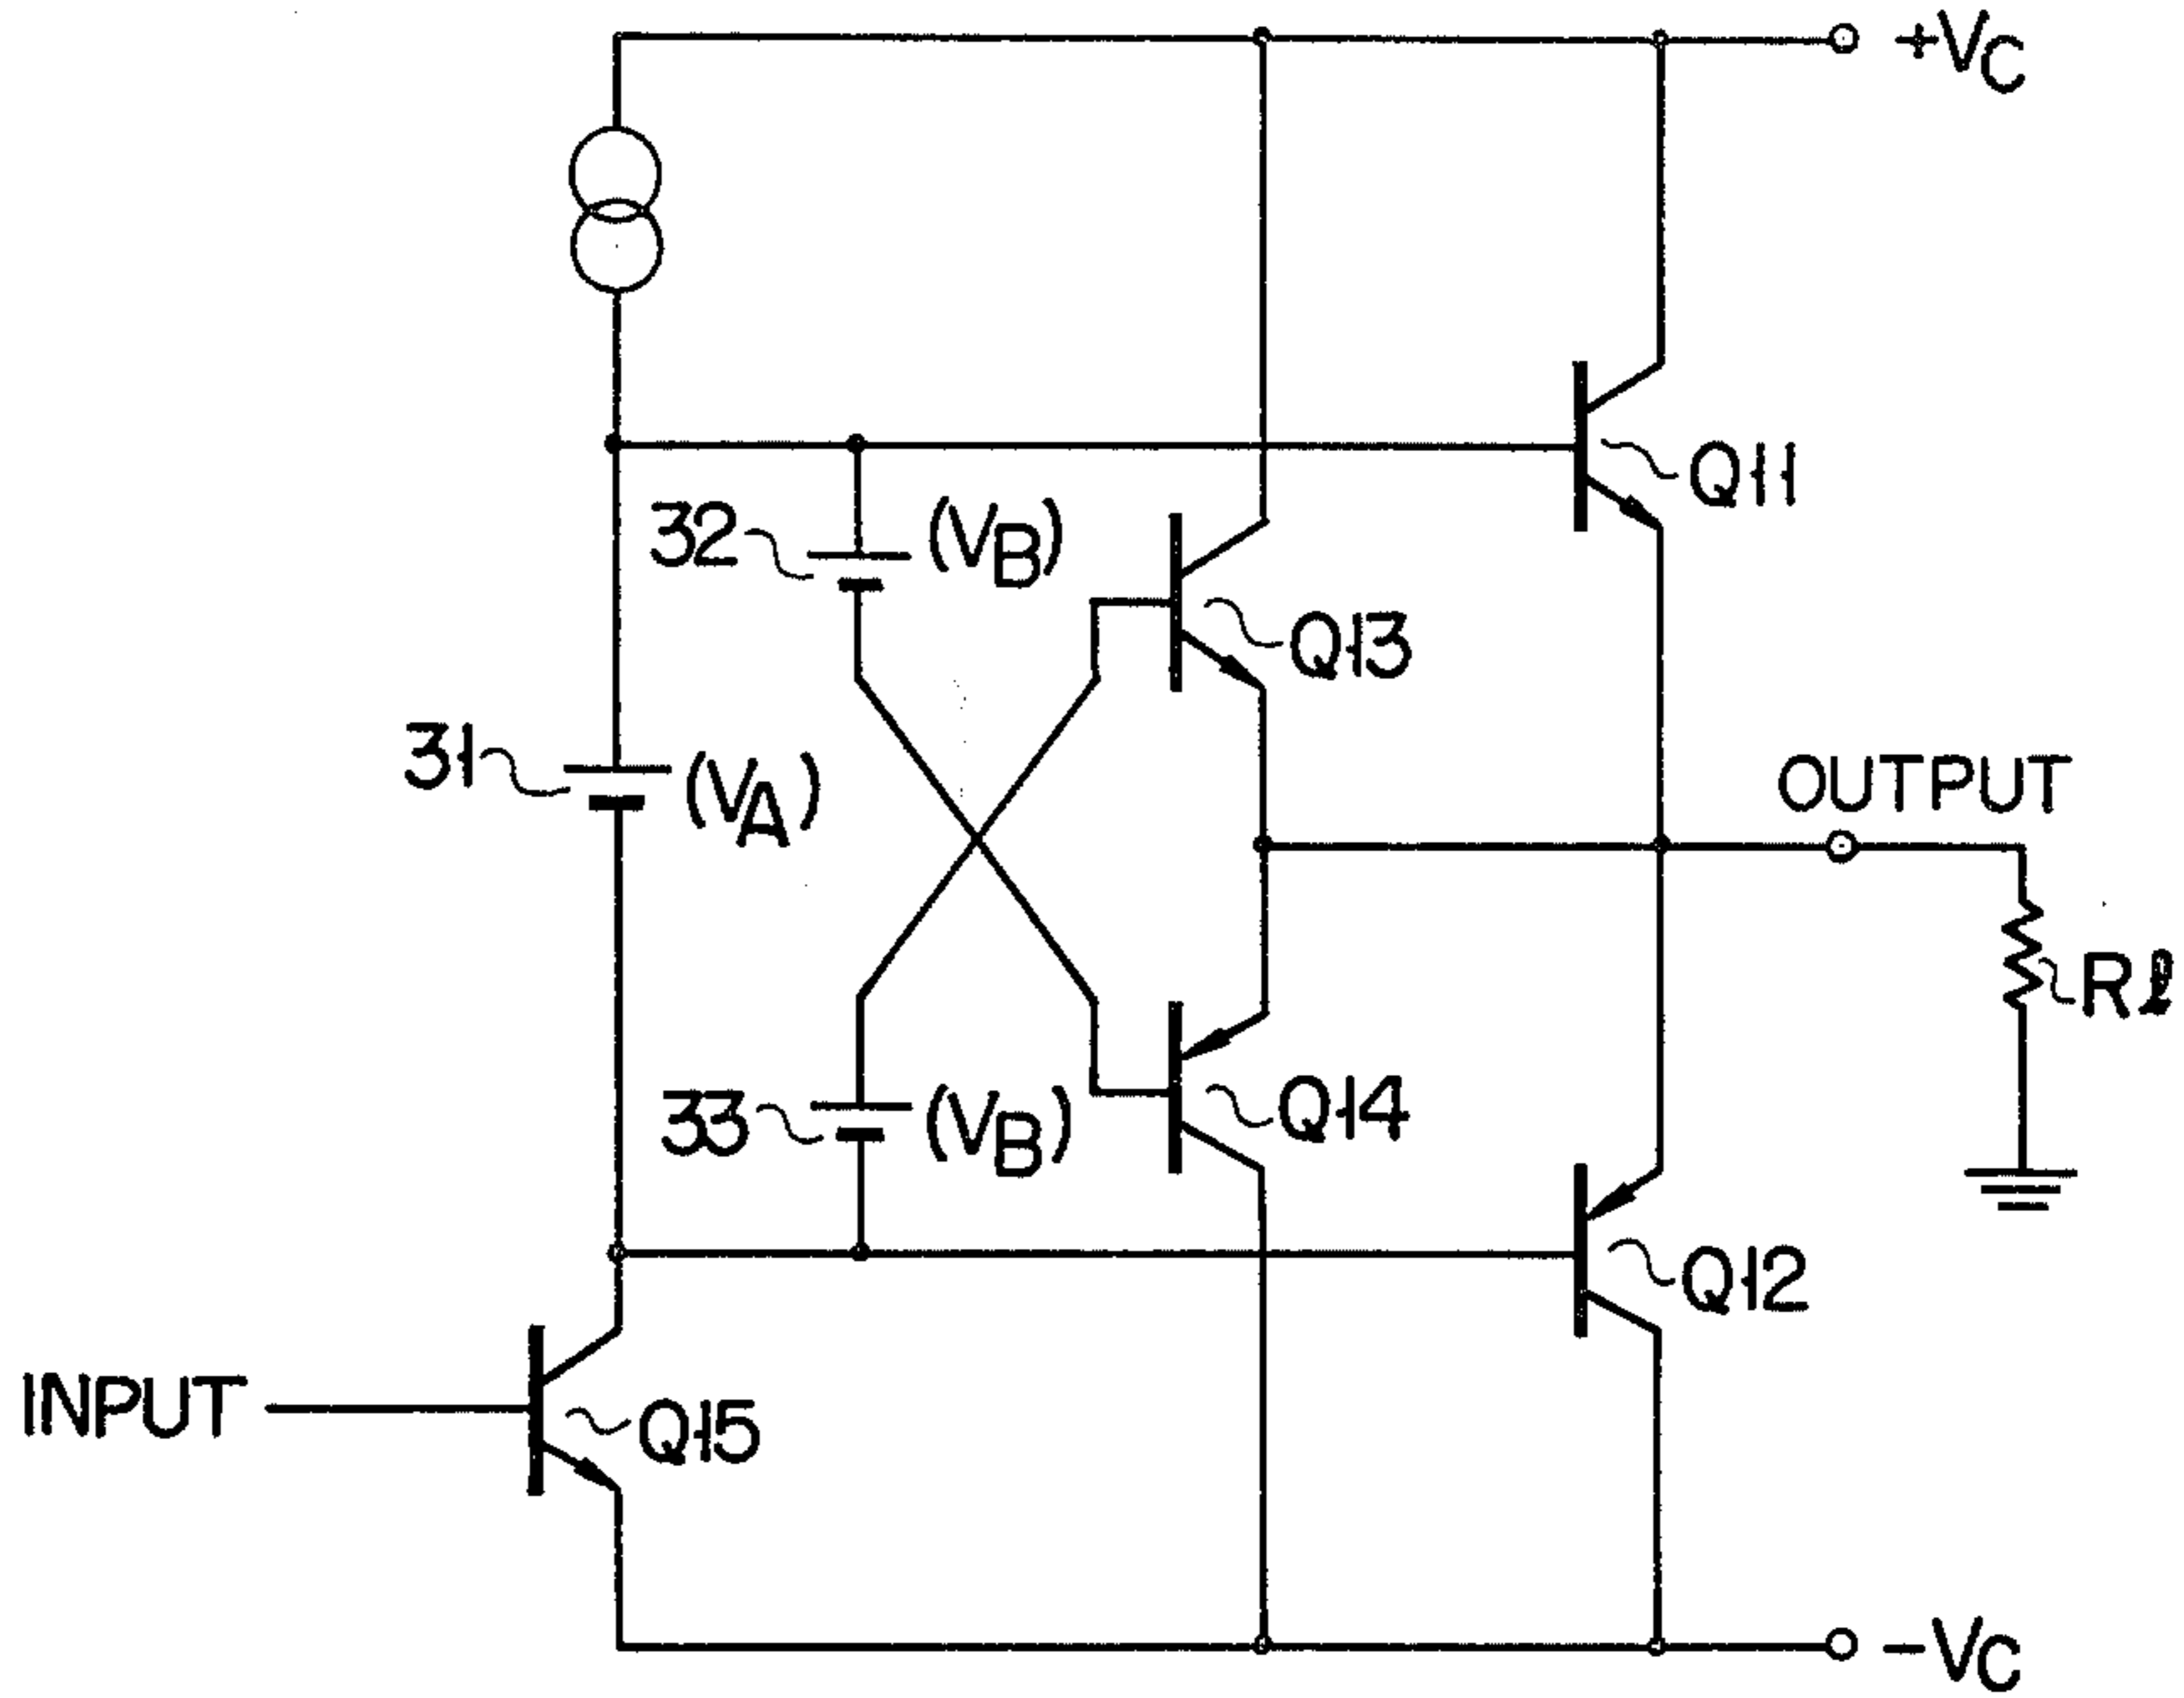 +VC
Q11
32
(VB)
Q13
31
(VA)
OUTPUT
Rℓ
33
(VB)
Q14
Q12
INPUT
Q15
-VC